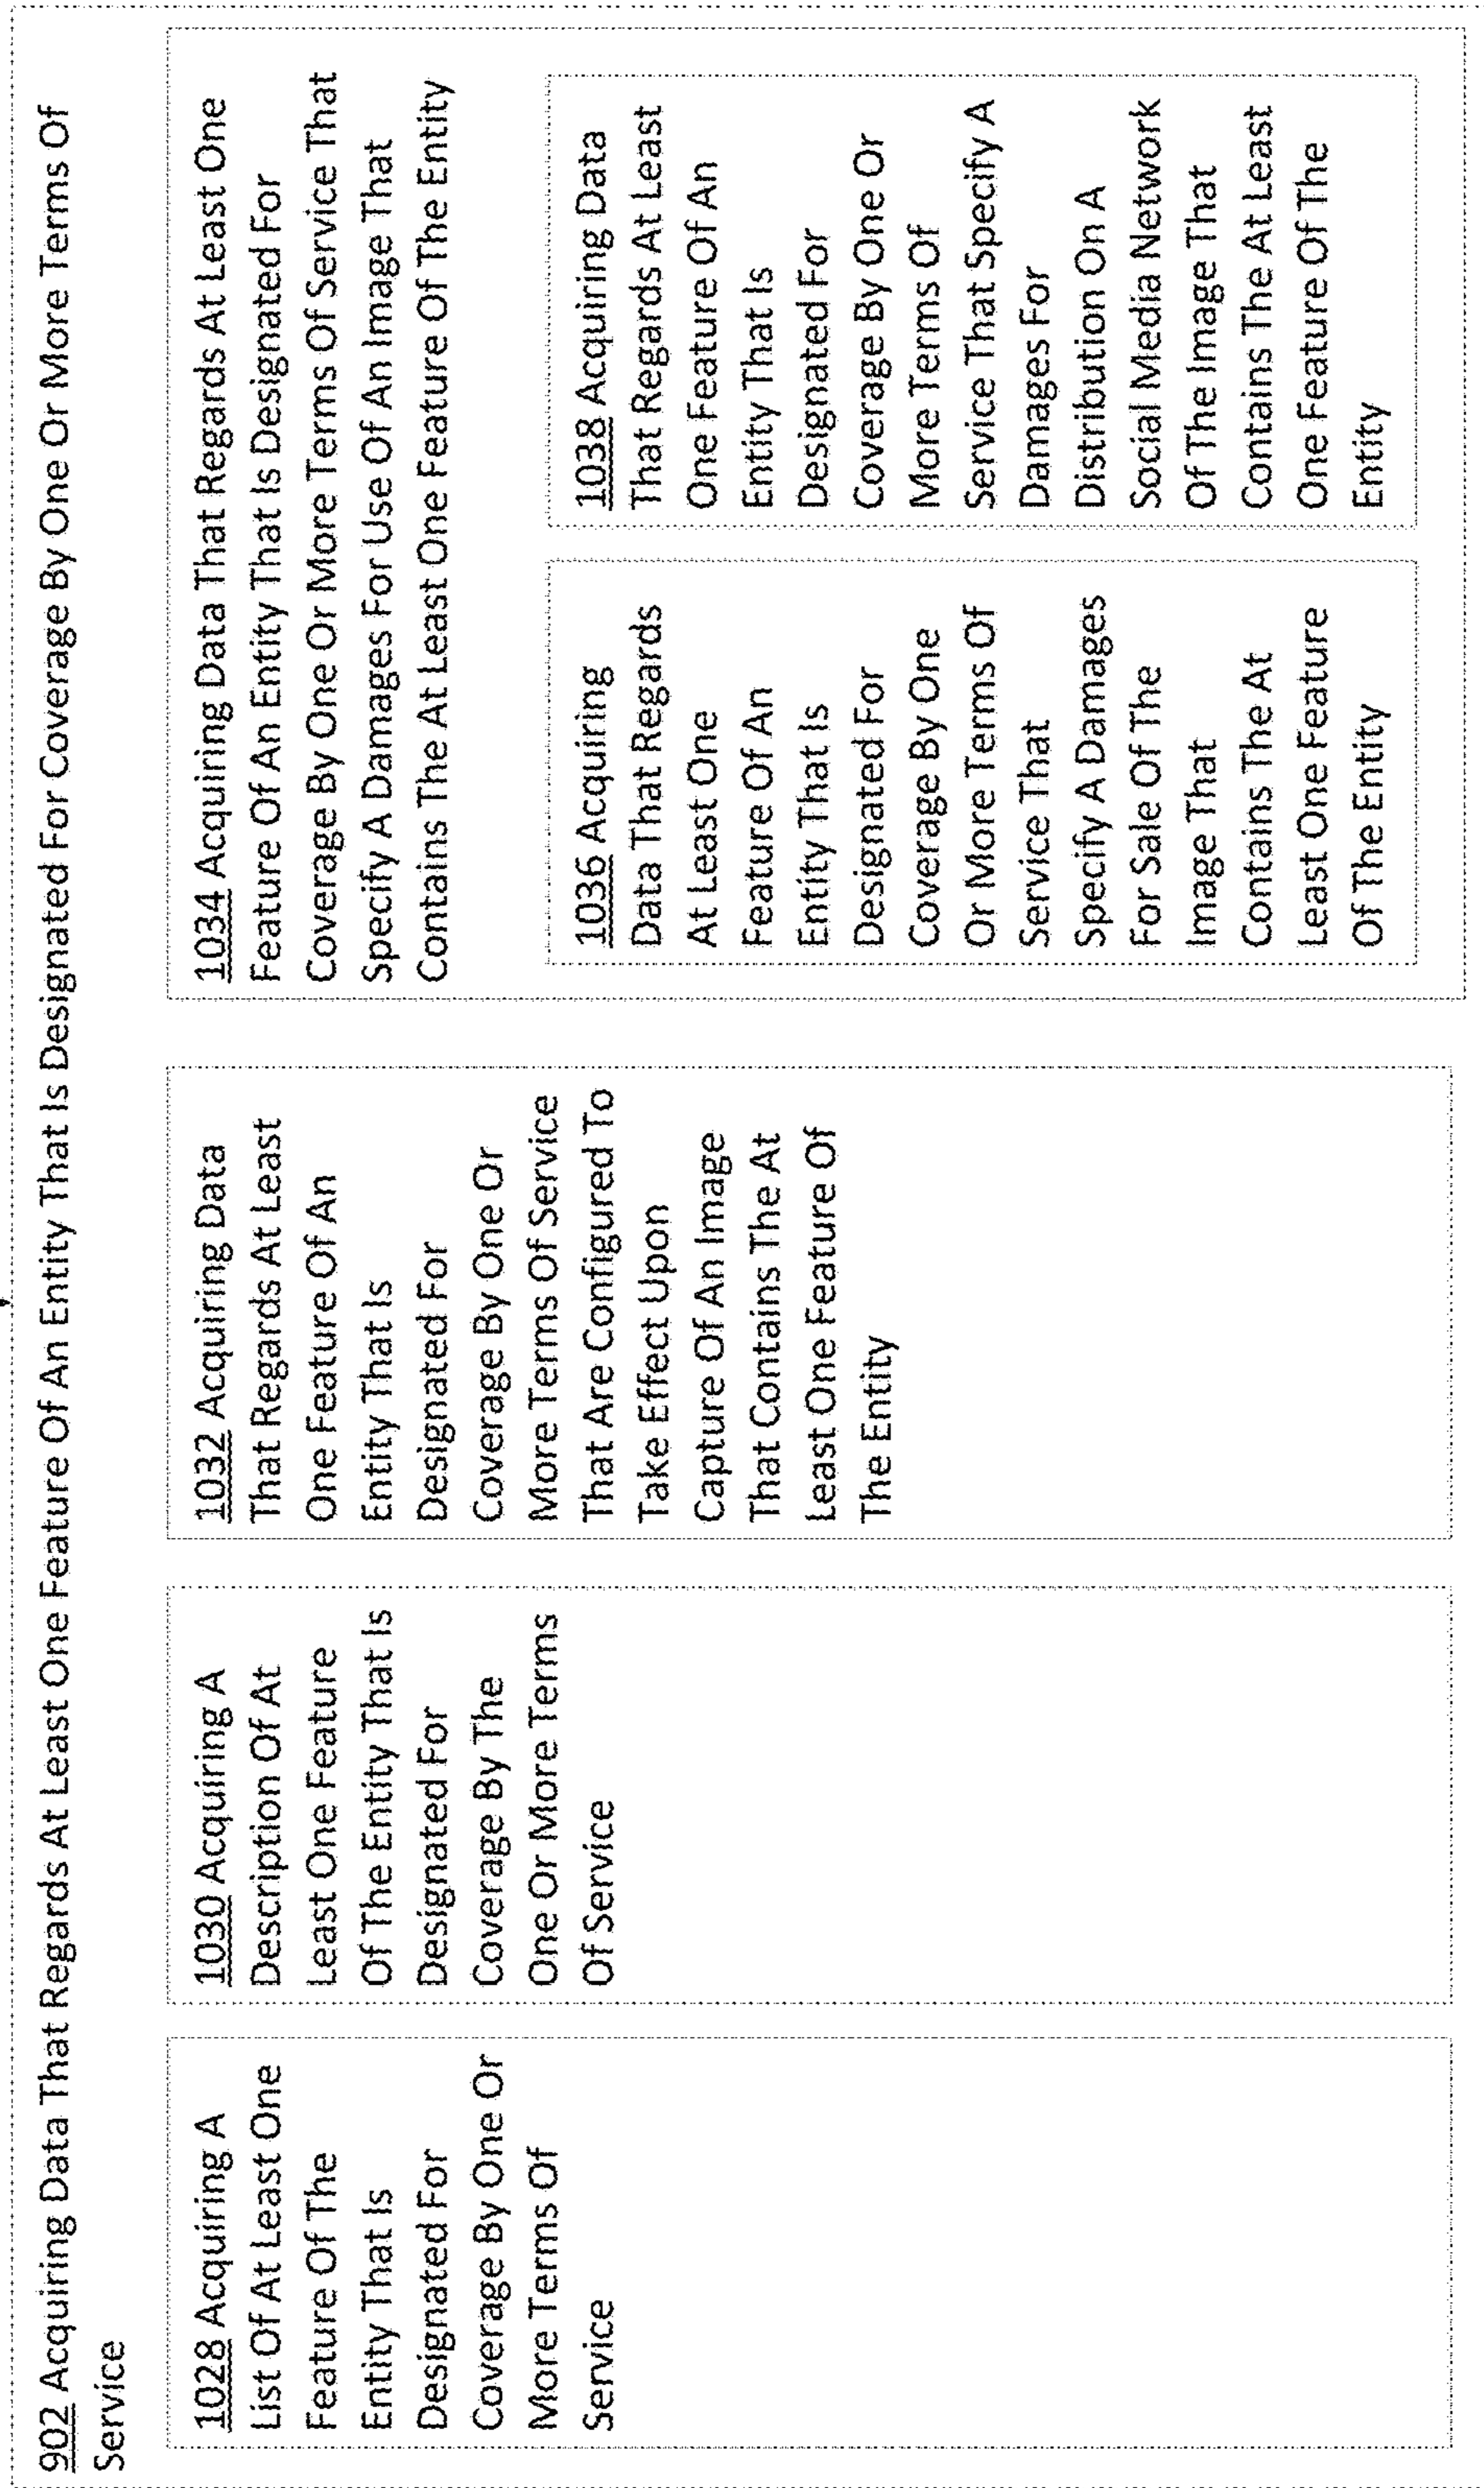 902 Acquiring Data That Regards At Least One Feature Of An Entity That Is Designated For Coverage By One Or More Terms Of
Service
1028 Acquiring A
List Of At Least One
Feature Of The
Entity That Is
Designated For
Coverage By One Or
More Terms Of
Service
1030 Acquiring A
Description Of At
Least One Feature
Of The Entity That Is
Designated For
Coverage By The
One Or More Terms
Of Service
1032 Acquiring Data
That Regards At Least
One Feature Of An
Entity That Is
Designated For
Coverage By One Or
More Terms Of Service
That Are Configured To
Take Effect Upon
Capture Of An Image
That Contains The At
Least One Feature Of
The Entity
1034 Acquiring Data That Regards At Least One
Feature Of An Entity That Is Designated For
Coverage By One Or More Terms Of Service That
Specify A Damages For Use Of An Image That
Contains The At Least One Feature Of The Entity
1036 Acquiring
Data That Regards
At Least One
Feature Of An
Entity That Is
Designated For
Coverage By One
Or More Terms Of
Service That
Specify A Damages
For Sale Of The
Image That
Contains The At
Least One Feature
Of The Entity
1038 Acquiring Data
That Regards At Least
One Feature Of An
Entity That Is
Designated For
Coverage By One Or
More Terms Of
Service That Specify A
Damages For
Distribution On A
Social Media Network
Of The Image That
Contains The At Least
One Feature Of The
Entity